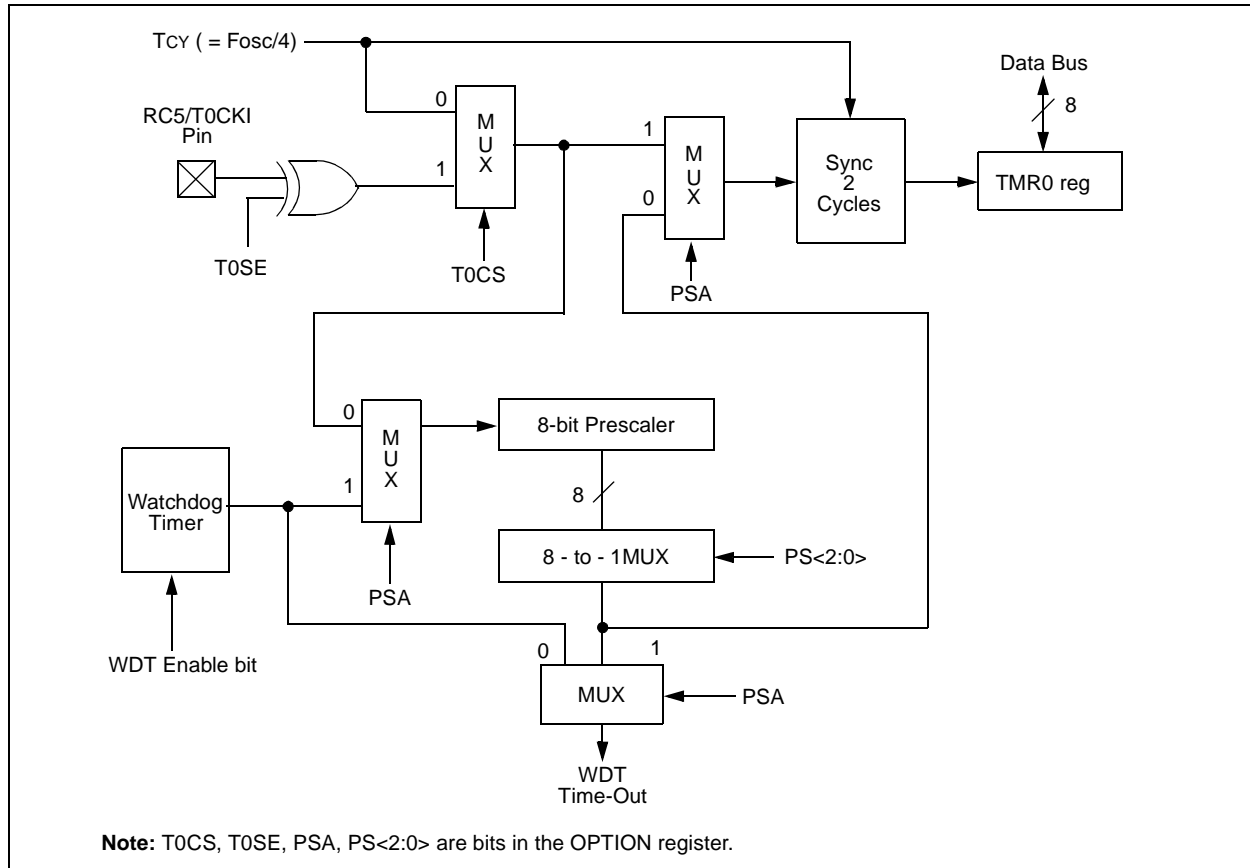 TCY ( = Fosc/4)
Data Bus
8
RC5/T0CKI
Pin
0
1
MUX
T0SE
T0CS
1
0
MUX
PSA
Sync
2
Cycles
TMR0 reg
0
1
MUX
PSA
8-bit Prescaler
8
Watchdog
Timer
8 - to - 1MUX
PS<2:0>
WDT Enable bit
0
1
MUX
PSA
WDT
Time-Out
Note: T0CS, T0SE, PSA, PS<2:0> are bits in the OPTION register.